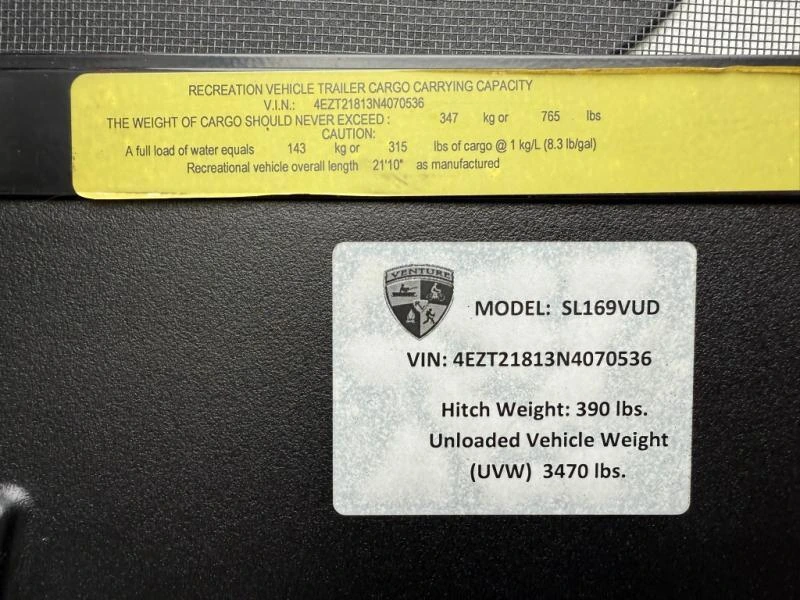 RECREATION VEHICLE TRAILER CARGO CARRYING CAPACITY
V.I.N.: 4EZT21813N4070536
THE WEIGHT OF CARGO SHOULD NEVER EXCEED: 347 kg or 765 lbs
CAUTION:
A full load of water equals 143 kg or 315 lbs of cargo @ 1 kg/L (8.3 lb/gal)
Recreational vehicle overall length 21'10" as manufactured
VENTURE
MODEL: SL169VUD
VIN: 4EZT21813N4070536
Hitch Weight: 390 lbs.
Unloaded Vehicle Weight
(UVW) 3470 lbs.